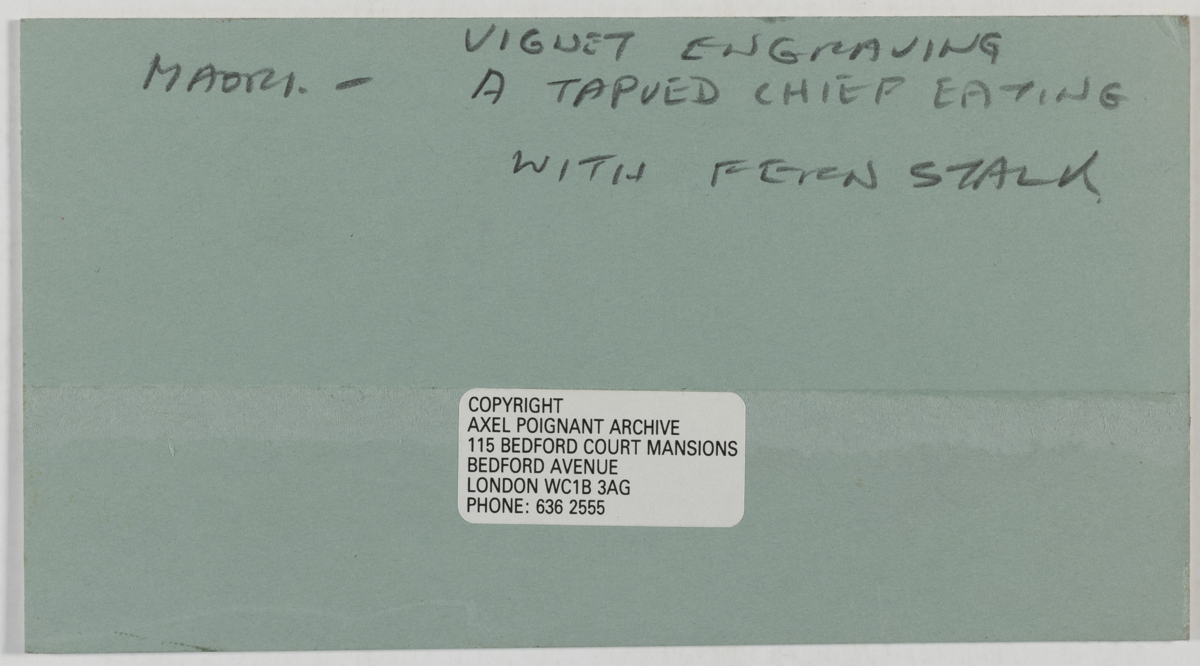 VIGNET ENGRAVING
MAORI. - A TAPUED CHIEF EATING
WITH FERN STALK
COPYRIGHT
AXEL POIGNANT ARCHIVE
115 BEDFORD COURT MANSIONS
BEDFORD AVENUE
LONDON WC1B 3AG
PHONE: 636 2555